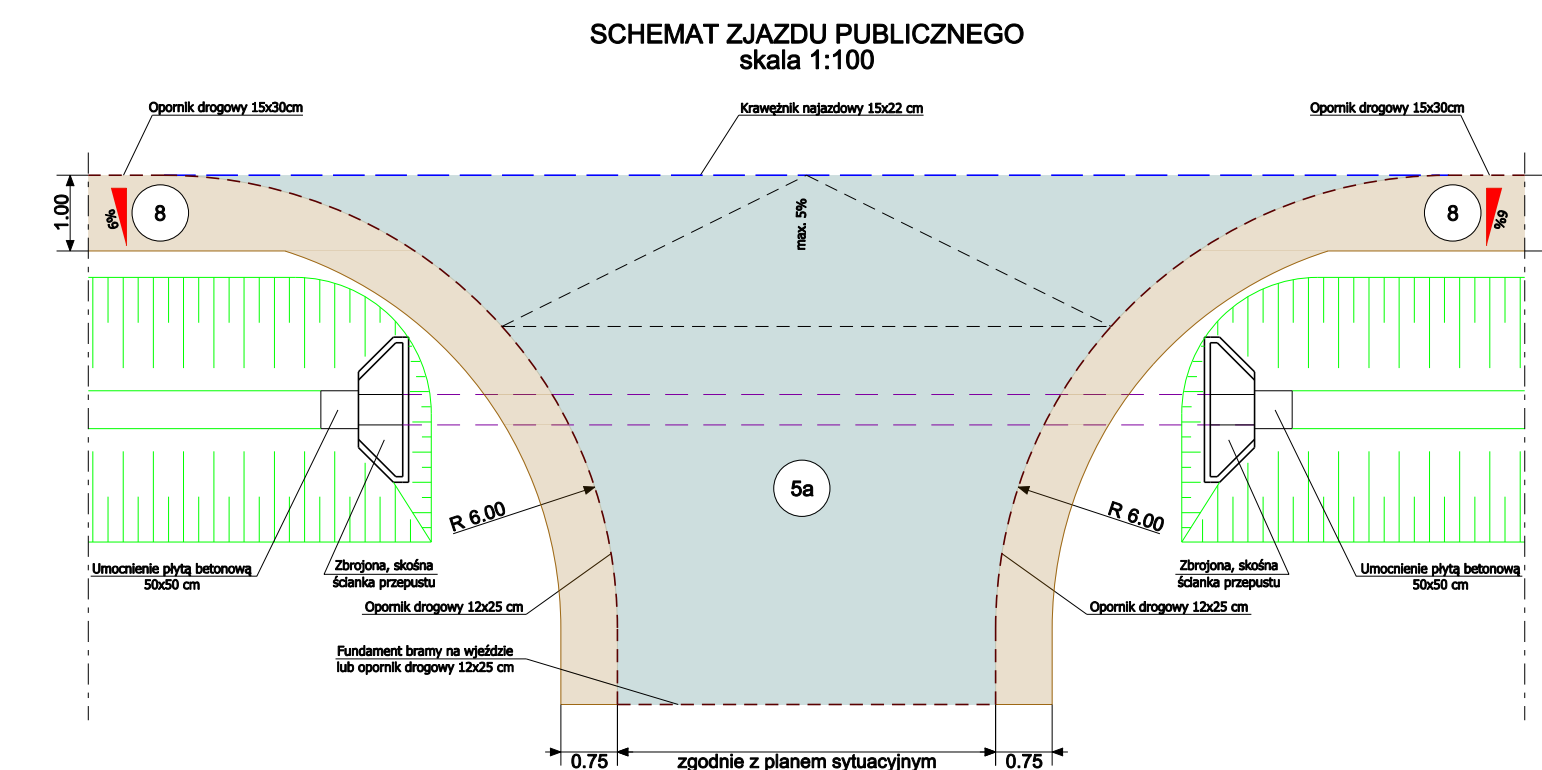 SCHEMAT ZJAZDU PUBLICZNEGO
skala 1:100
Opornik drogowy 15x30cm
Krawężnik najazdowy 15x22 cm
Opornik drogowy 15x30cm
1.00
6%
8
max. 5%
8
6%
5a
R 6.00
R 6.00
Umocnienie płytą betonową
50x50 cm
Zbrojona, skośna
ścianka przepustu
Zbrojona, skośna
ścianka przepustu
Umocnienie płytą betonową
50x50 cm
Opornik drogowy 12x25 cm
Opornik drogowy 12x25 cm
Fundament bramy na wjeździe
lub opornik drogowy 12x25 cm
0.75
zgodnie z planem sytuacyjnym
0.75